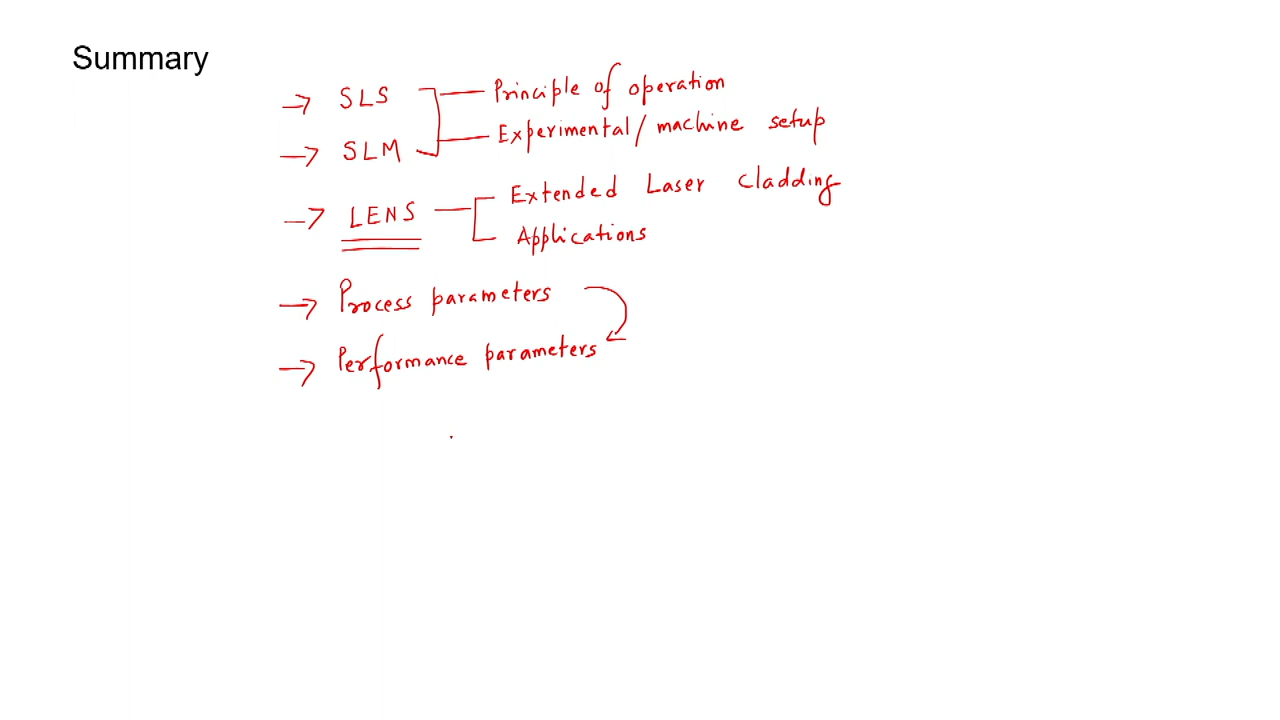 Summary
→ SLS — Principle of operation
→ SLM — Experimental/machine setup
→ LENS — Extended Laser cladding
Applications
→ Process parameters
→ Performance parameters